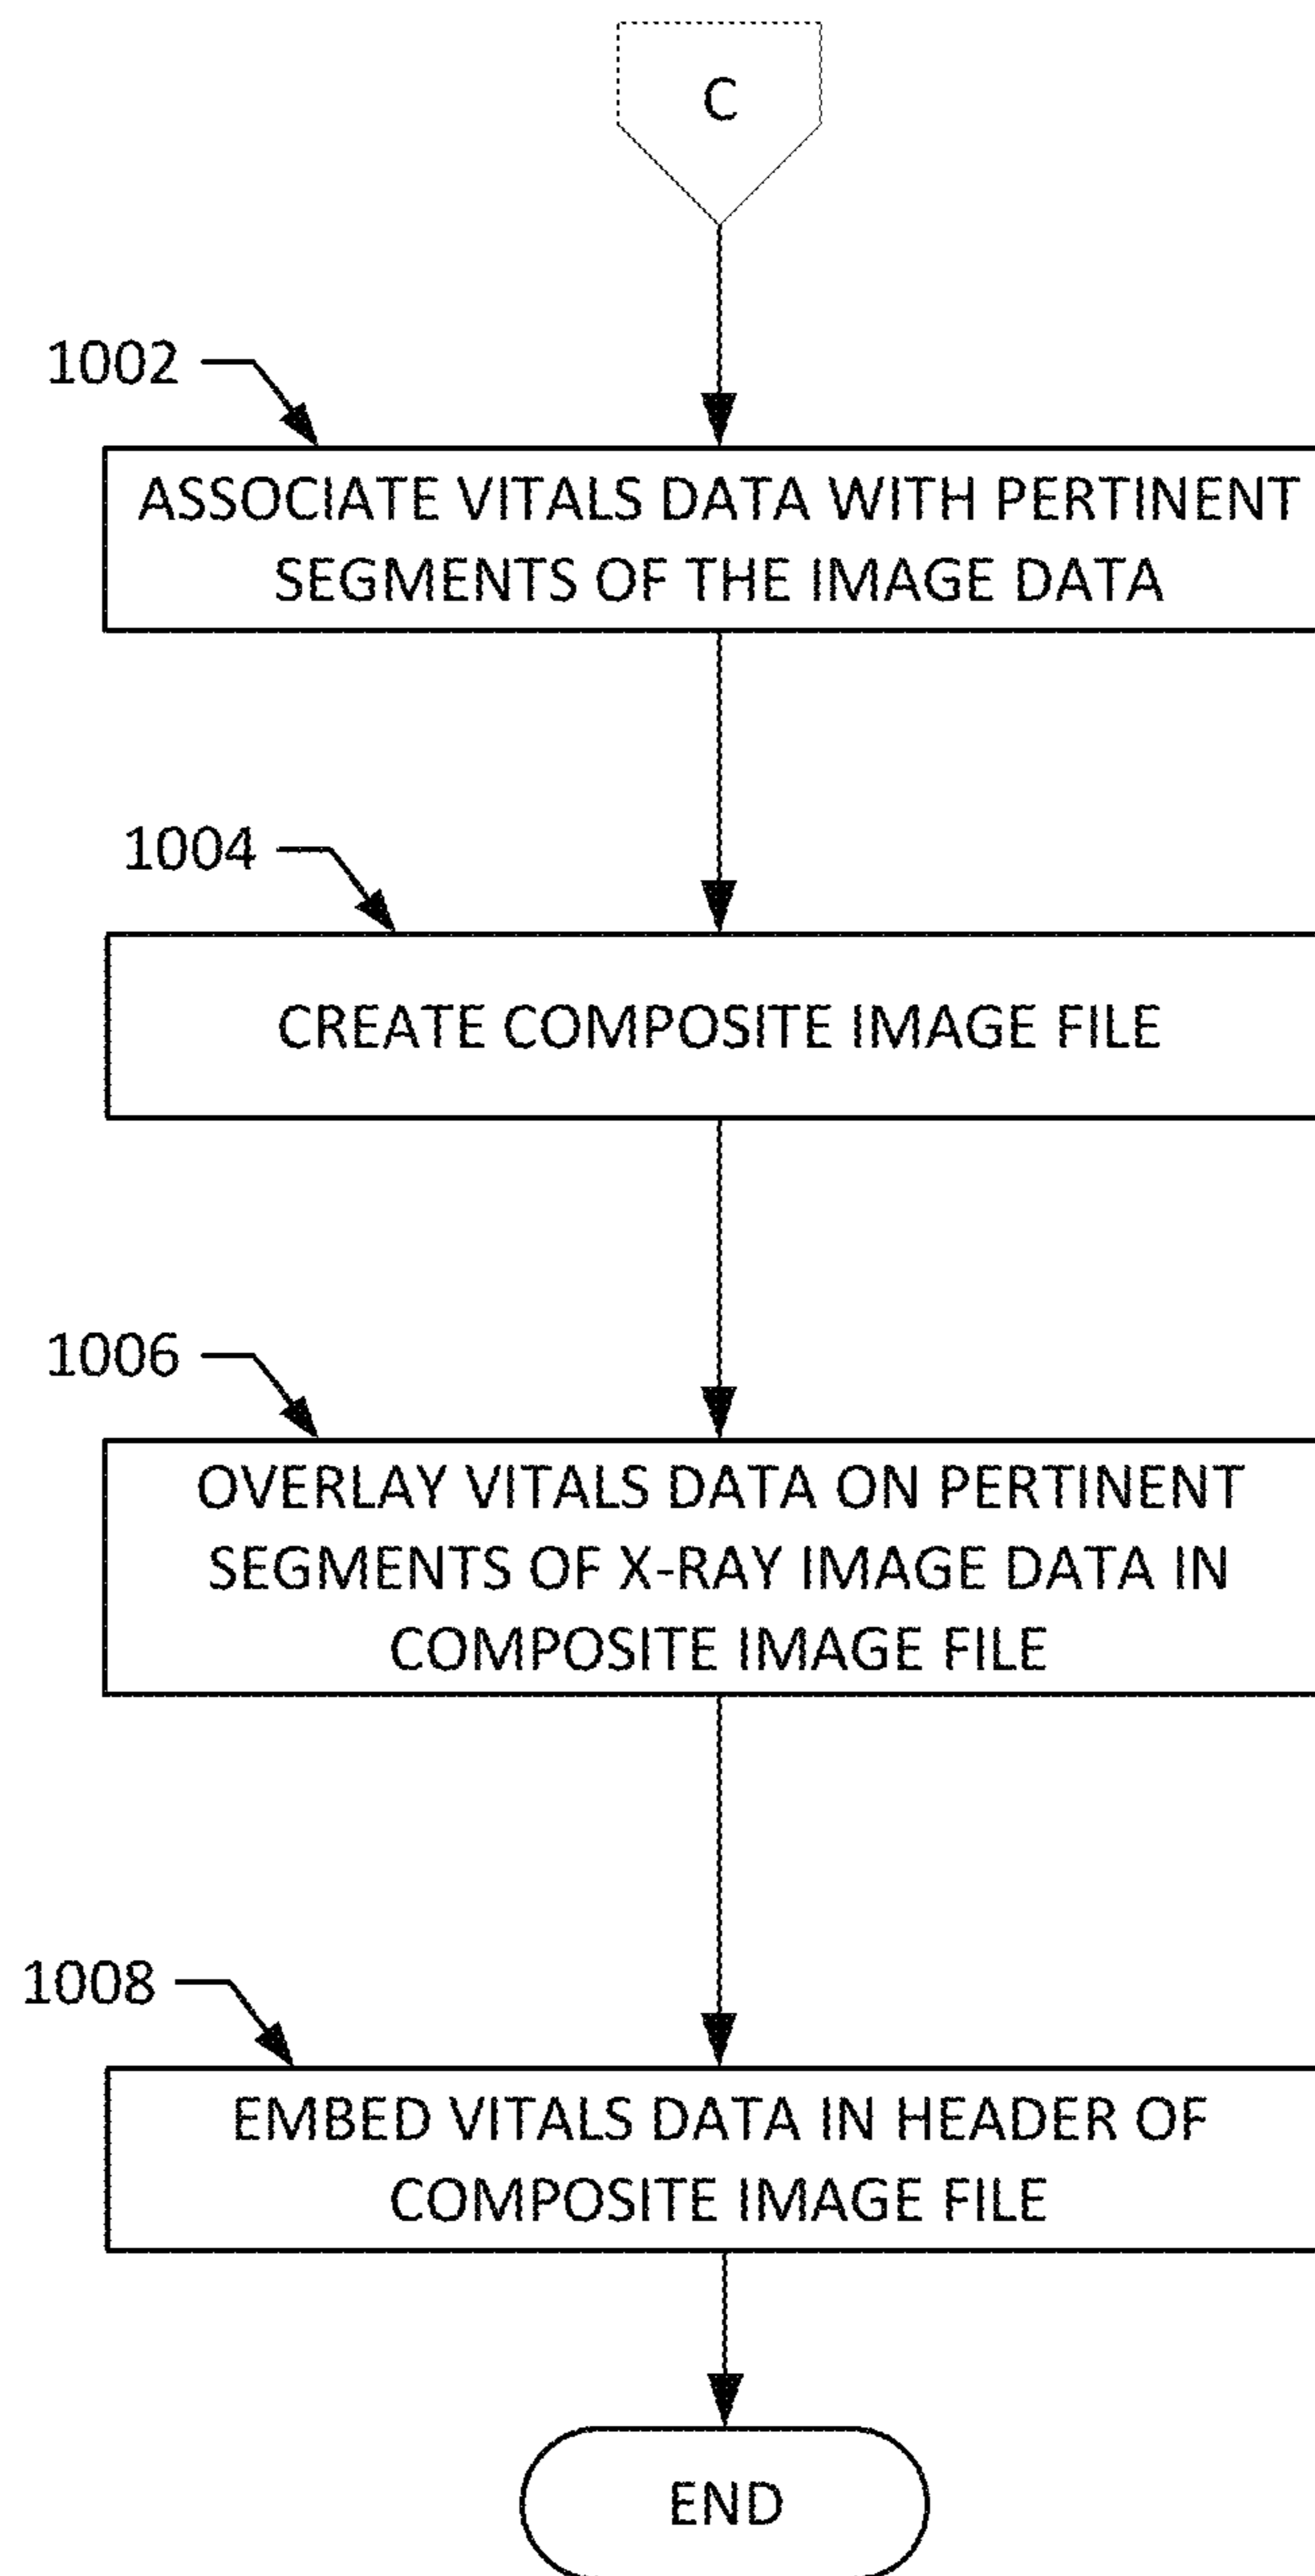 C
1002
ASSOCIATE VITALS DATA WITH PERTINENT
SEGMENTS OF THE IMAGE DATA
1004
CREATE COMPOSITE IMAGE FILE
1006
OVERLAY VITALS DATA ON PERTINENT
SEGMENTS OF X-RAY IMAGE DATA IN
COMPOSITE IMAGE FILE
1008
EMBED VITALS DATA IN HEADER OF
COMPOSITE IMAGE FILE
END